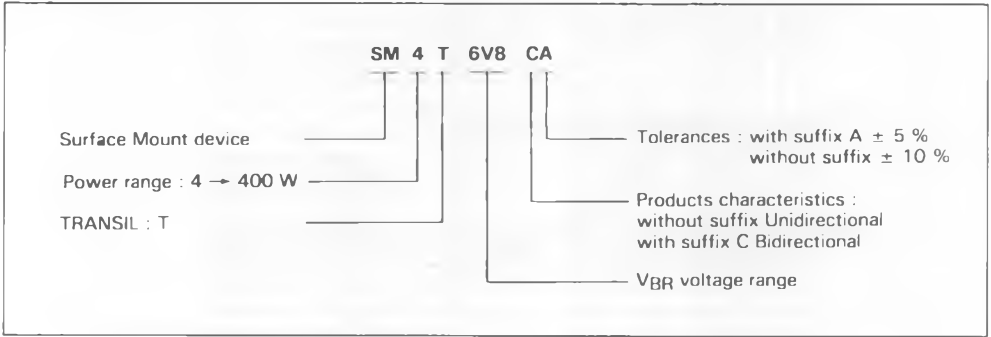 SM 4 T 6V8 CA
Surface Mount device
Power range : 4 → 400 W
TRANSIL : T
Tolerances : with suffix A ± 5 %
without suffix ± 10 %
Products characteristics :
without suffix Unidirectional
with suffix C Bidirectional
VBR voltage range